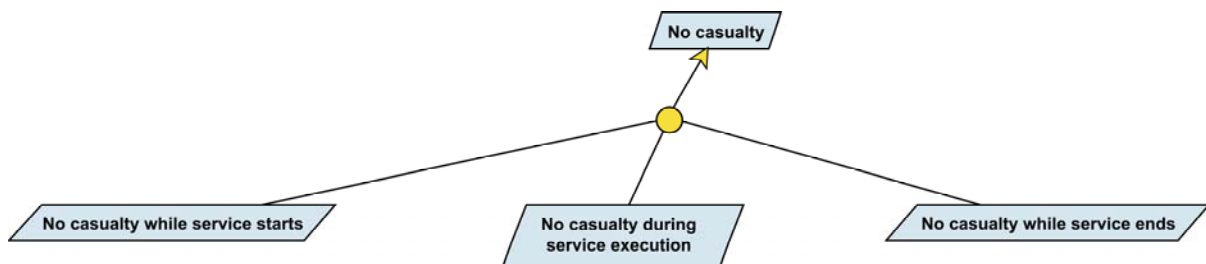 No casualty
No casualty while service starts
No casualty during
service execution
No casualty while service ends